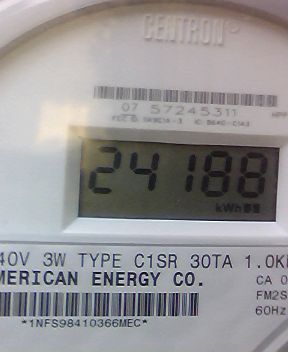 CENTRON®
07 57245311
24188
kWh
40V 3W TYPE C1SR 30TA 1.0K
MERICAN ENERGY CO.
CA 0
FM2S
60Hz
*1NFS98410366MEC*